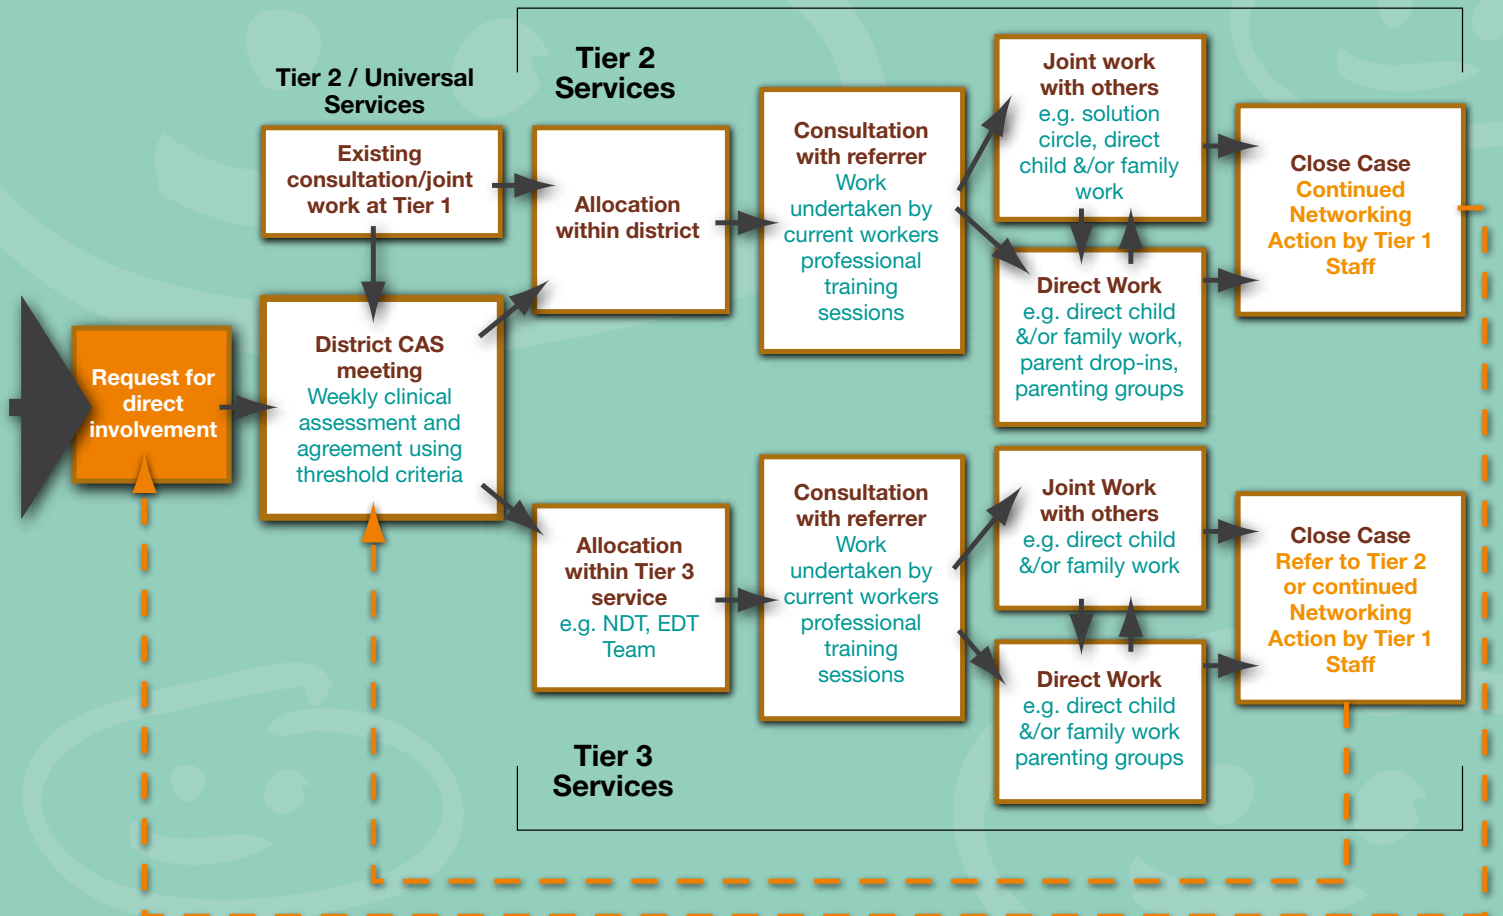 Tier 2 / Universal
Services
Existing
consultation/joint
work at Tier 1
Request for
direct
involvement
District CAS
meeting
Weekly clinical
assessment and
agreement using
threshold criteria
Tier 2
Services
Allocation
within district
Consultation
with referrer
Work
undertaken by
current workers
professional
training
sessions
Joint work
with others
e.g. solution
circle, direct
child &/or family
work
Direct Work
e.g. direct child
&/or family work,
parent drop-ins,
parenting groups
Close Case
Continued
Networking
Action by Tier 1
Staff
Allocation
within Tier 3
service
e.g. NDT, EDT
Team
Consultation
with referrer
Work
undertaken by
current workers
professional
training
sessions
Joint Work
with others
e.g. direct child
&/or family work
Direct Work
e.g. direct child
&/or family work
parenting groups
Close Case
Refer to Tier 2
or continued
Networking
Action by Tier 1
Staff
Tier 3
Services